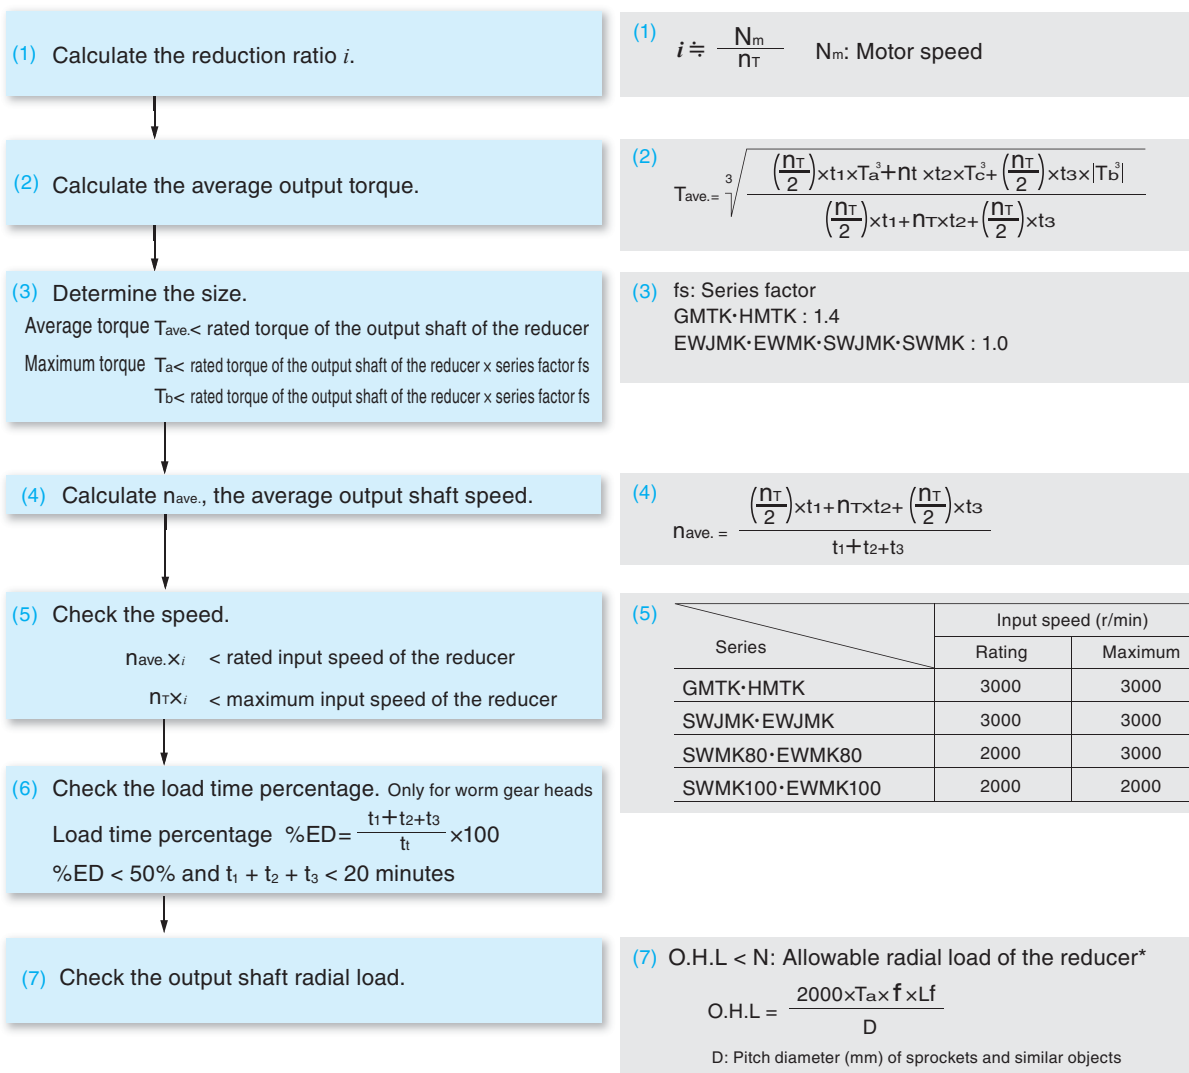 (1) Calculate the reduction ratio i.
(1) i ≒ Nm / nT   Nm: Motor speed
(2) Calculate the average output torque.
(2) Tave.= ³√ (nT/2)×t1×Ta³+nt ×t2×Tc³+(nT/2)×t3×|Tb³| / (nT/2)×t1+nT×t2+(nT/2)×t3
(3) Determine the size.
Average torque Tave.< rated torque of the output shaft of the reducer
Maximum torque Ta< rated torque of the output shaft of the reducer x series factor fs
Tb< rated torque of the output shaft of the reducer x series factor fs
(3) fs: Series factor
GMTK・HMTK : 1.4
EWJMK・EWMK・SWJMK・SWMK : 1.0
(4) Calculate nave., the average output shaft speed.
(4) nave. = (nT/2)×t1+nT×t2+ (nT/2)×t3 / t1+t2+t3
(5) Check the speed.
nave.×i < rated input speed of the reducer
nT×i < maximum input speed of the reducer
(5) Series Input speed (r/min)
Rating Maximum
GMTK・HMTK 3000 3000
SWJMK・EWJMK 3000 3000
SWMK80・EWMK80 2000 3000
SWMK100・EWMK100 2000 2000
(6) Check the load time percentage. Only for worm gear heads
Load time percentage %ED= t1+t2+t3 / tt ×100
%ED < 50% and t1 + t2 + t3 < 20 minutes
(7) Check the output shaft radial load.
(7) O.H.L < N: Allowable radial load of the reducer*
O.H.L = 2000×Ta×f×Lf / D
D: Pitch diameter (mm) of sprockets and similar objects